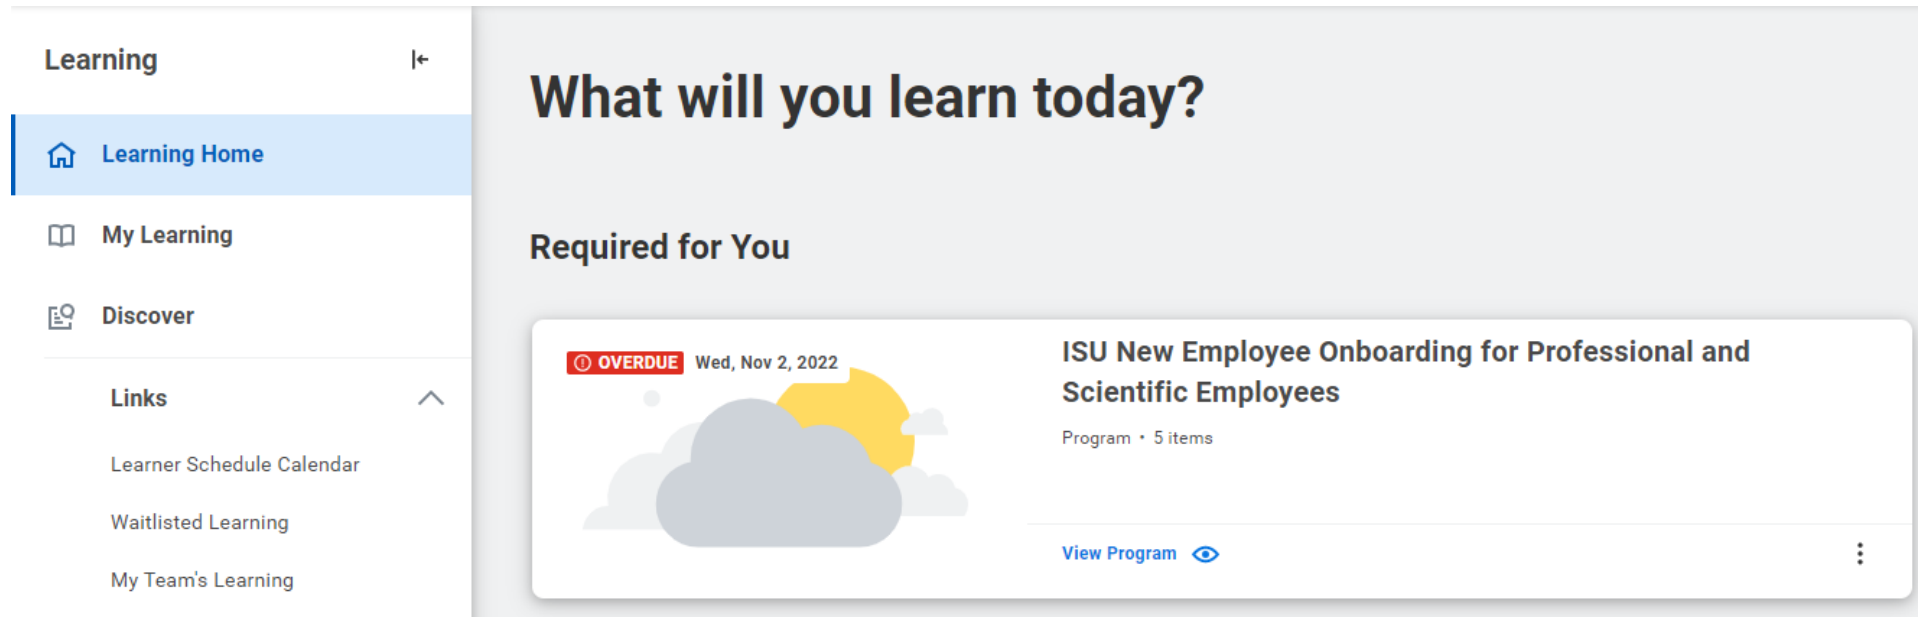 Learning
Learning Home
My Learning
Discover
Links
Learner Schedule Calendar
Waitlisted Learning
My Team's Learning
What will you learn today?
Required for You
OVERDUE Wed, Nov 2, 2022
ISU New Employee Onboarding for Professional and
Scientific Employees
Program • 5 items
View Program